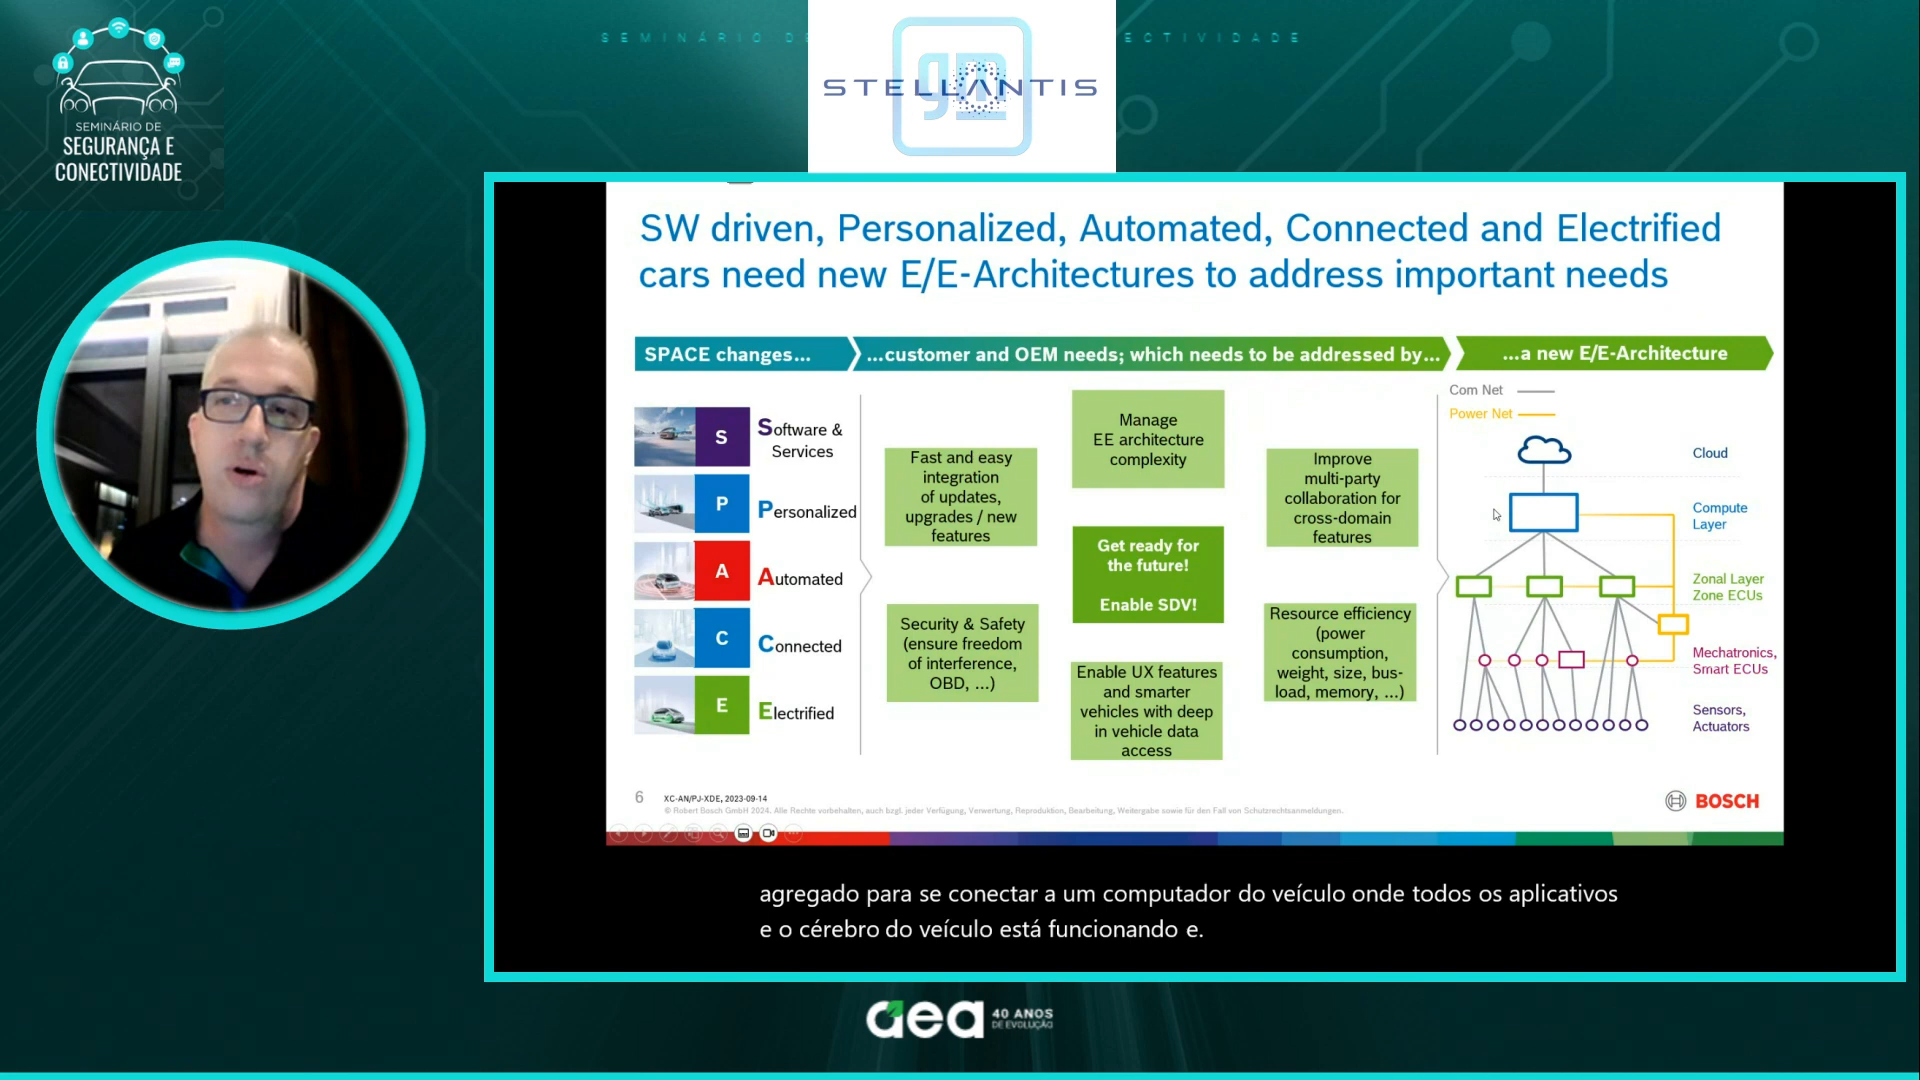 SEMINÁRIO DE
SEGURANÇA E
CONECTIVIDADE
gm
STELLANTIS
SW driven, Personalized, Automated, Connected and Electrified
cars need new E/E-Architectures to address important needs
SPACE changes...
...customer and OEM needs; which needs to be addressed by...
...a new E/E-Architecture
S
Software &
Services
P
Personalized
A
Automated
C
Connected
E
Electrified
Fast and easy
integration
of updates,
upgrades / new
features
Security & Safety
(ensure freedom
of interference,
OBD, ...)
Manage
EE architecture
complexity
Get ready for
the future!
Enable SDV!
Enable UX features
and smarter
vehicles with deep
in vehicle data
access
Improve
multi-party
collaboration for
cross-domain
features
Resource efficiency
(power
consumption,
weight, size, bus-
load, memory, ...)
Com Net
Power Net
Cloud
Compute
Layer
Zonal Layer
Zone ECUs
Mechatronics,
Smart ECUs
Sensors,
Actuators
6
XC-AN/PJ-XDE, 2023-09-14
© Robert Bosch GmbH 2024. Alle Rechte vorbehalten, auch bzgl. jeder Verfügung, Verwertung, Reproduktion, Bearbeitung, Weitergabe sowie für den Fall von Schutzrechtsanmeldungen.
BOSCH
agregado para se conectar a um computador do veículo onde todos os aplicativos
e o cérebro do veículo está funcionando e.
aea
40 ANOS
DE EVOLUÇÃO